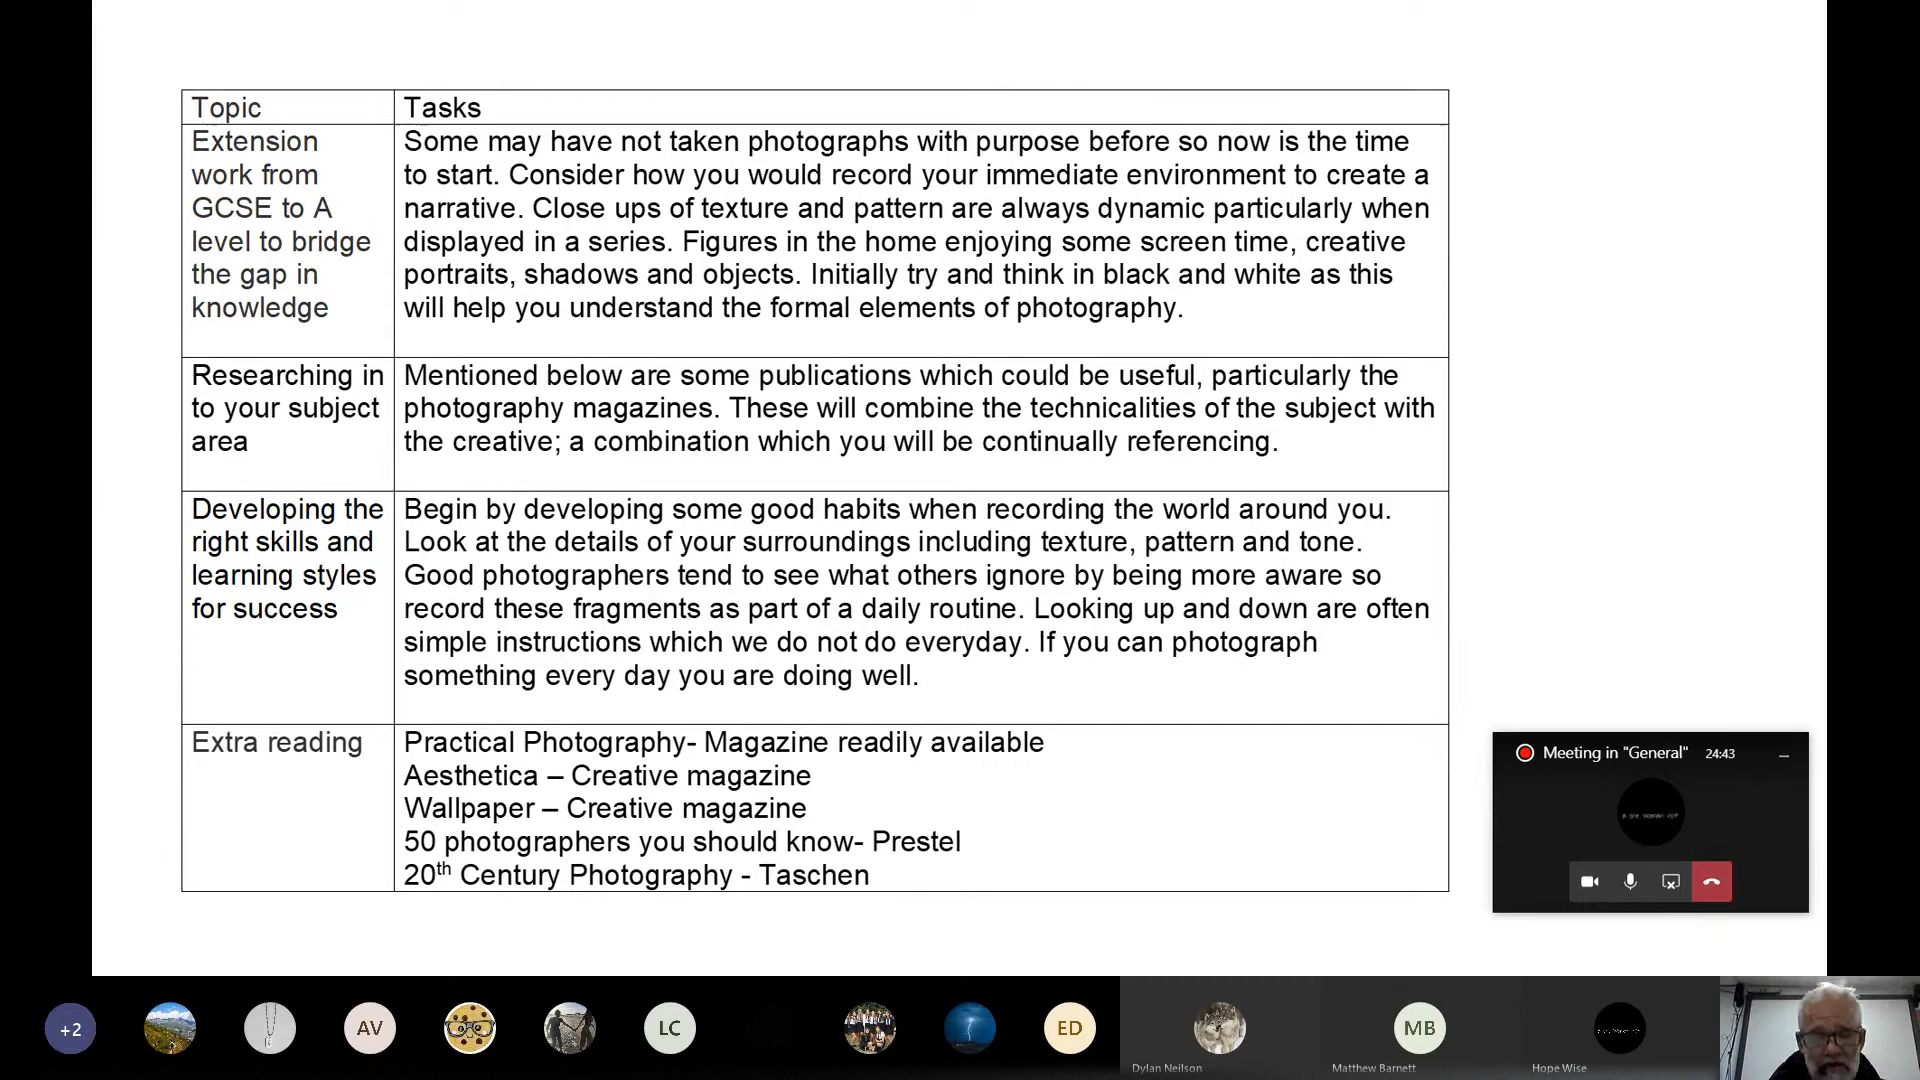 Topic
Tasks
Extension
work from
GCSE to A
level to bridge
the gap in
knowledge
Some may have not taken photographs with purpose before so now is the time
to start. Consider how you would record your immediate environment to create a
narrative. Close ups of texture and pattern are always dynamic particularly when
displayed in a series. Figures in the home enjoying some screen time, creative
portraits, shadows and objects. Initially try and think in black and white as this
will help you understand the formal elements of photography.
Researching in
to your subject
area
Mentioned below are some publications which could be useful, particularly the
photography magazines. These will combine the technicalities of the subject with
the creative; a combination which you will be continually referencing.
Developing the
right skills and
learning styles
for success
Begin by developing some good habits when recording the world around you.
Look at the details of your surroundings including texture, pattern and tone.
Good photographers tend to see what others ignore by being more aware so
record these fragments as part of a daily routine. Looking up and down are often
simple instructions which we do not do everyday. If you can photograph
something every day you are doing well.
Extra reading
Practical Photography- Magazine readily available
Aesthetica – Creative magazine
Wallpaper – Creative magazine
50 photographers you should know- Prestel
20th Century Photography - Taschen
Meeting in "General" 24:43
+2
AV
LC
ED
MB
Dylan Neilson
Matthew Barnett
Hope Wise